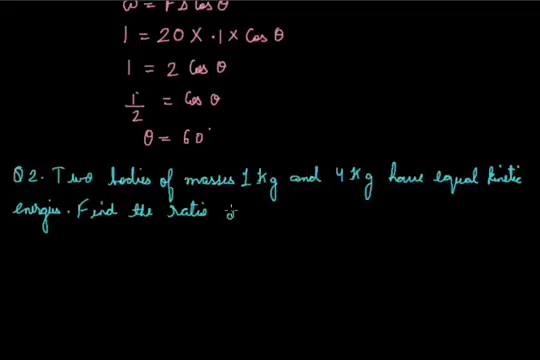 W = F S Cos θ
1 = 20 X .1 X Cos θ
1 = 2 Cos θ
1/2 = Cos θ
θ = 60°
Q2. Two bodies of masses 1 Kg and 4 Kg have equal kinetic
energies. Find the ratio o